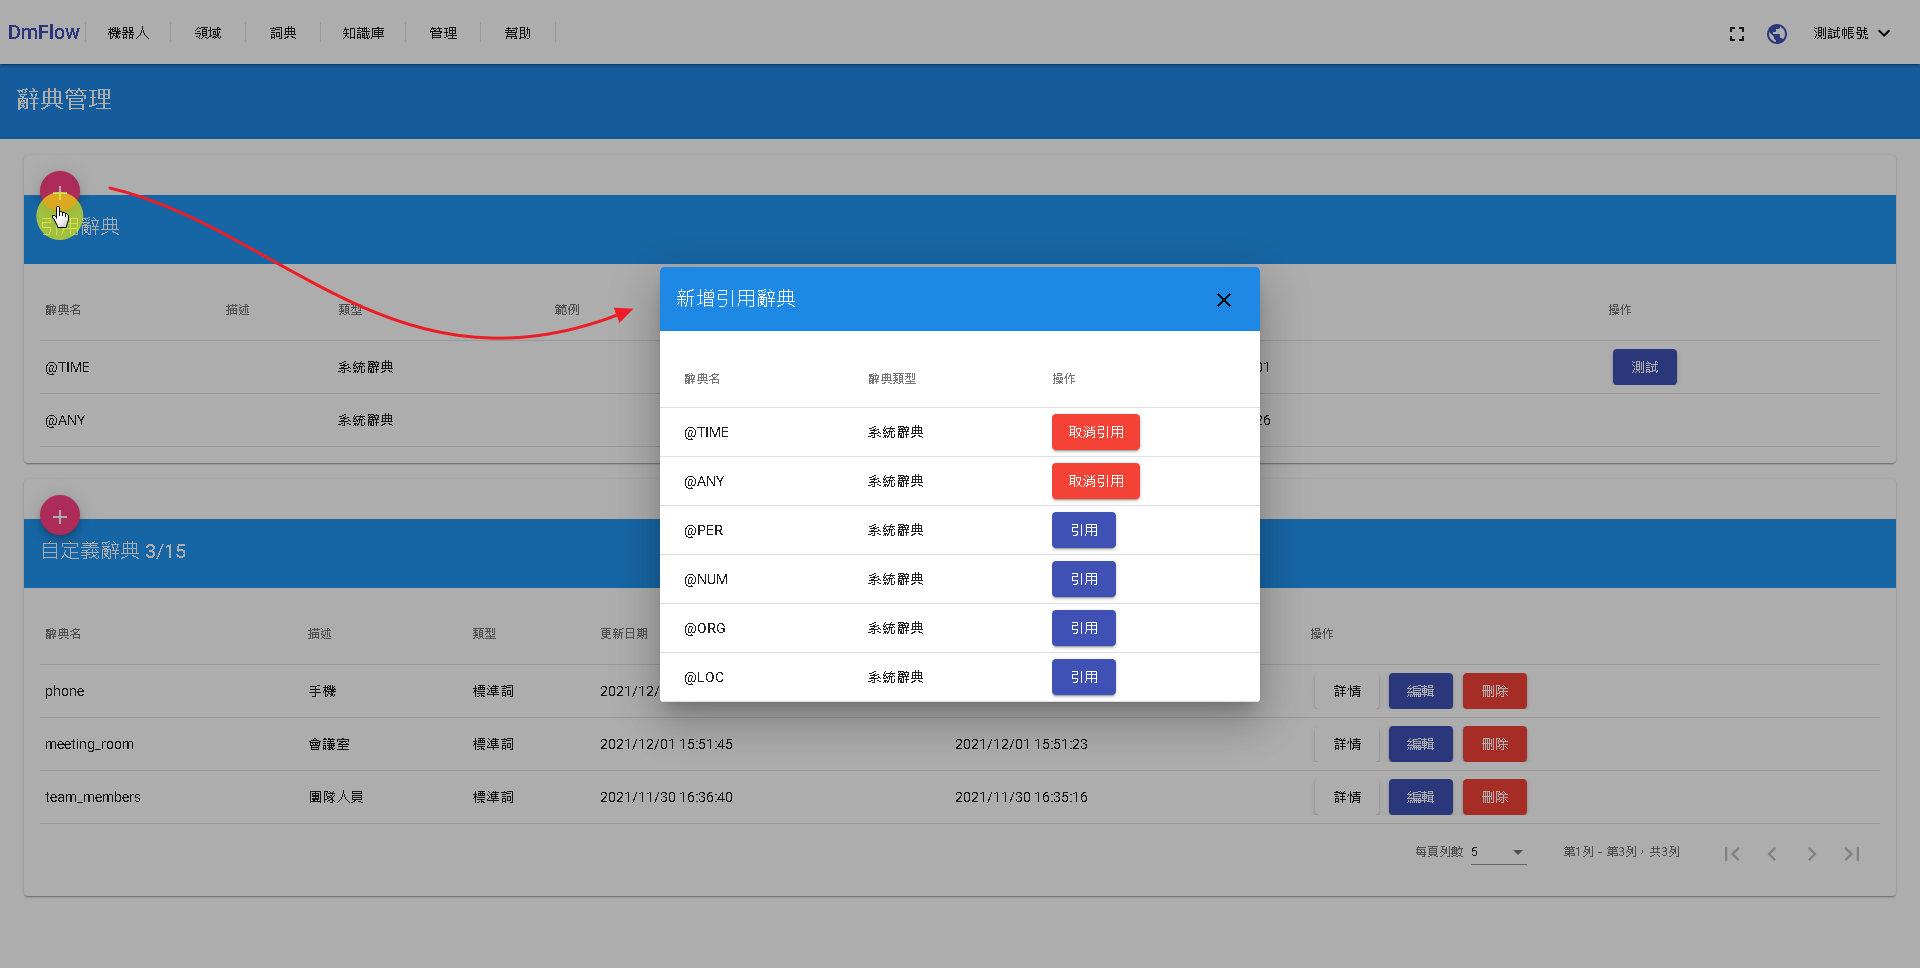 DmFlow 機器人 領域 詞典 知識庫 管理 幫助 測試帳號
辭典管理
引用辭典
辭典名 描述 類型 範例 操作
@TIME 系統辭典 01 測試
@ANY 系統辭典 26
新增引用辭典
辭典名 辭典類型 操作
@TIME 系統辭典 取消引用
@ANY 系統辭典 取消引用
@PER 系統辭典 引用
@NUM 系統辭典 引用
@ORG 系統辭典 引用
@LOC 系統辭典 引用
自定義辭典 3/15
辭典名 描述 類型 更新日期 操作
phone 手機 標準詞 2021/12/ 詳情 編輯 刪除
meeting_room 會議室 標準詞 2021/12/01 15:51:45 2021/12/01 15:51:23 詳情 編輯 刪除
team_members 團隊人員 標準詞 2021/11/30 16:36:40 2021/11/30 16:35:16 詳情 編輯 刪除
每頁列數 5 第1列 - 第3列，共3列